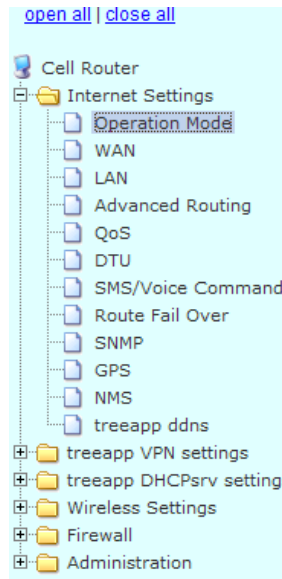 open all | close all
Cell Router
Internet Settings
Operation Mode
WAN
LAN
Advanced Routing
QoS
DTU
SMS/Voice Command
Route Fail Over
SNMP
GPS
NMS
treeapp ddns
treeapp VPN settings
treeapp DHCPsrv setting
Wireless Settings
Firewall
Administration